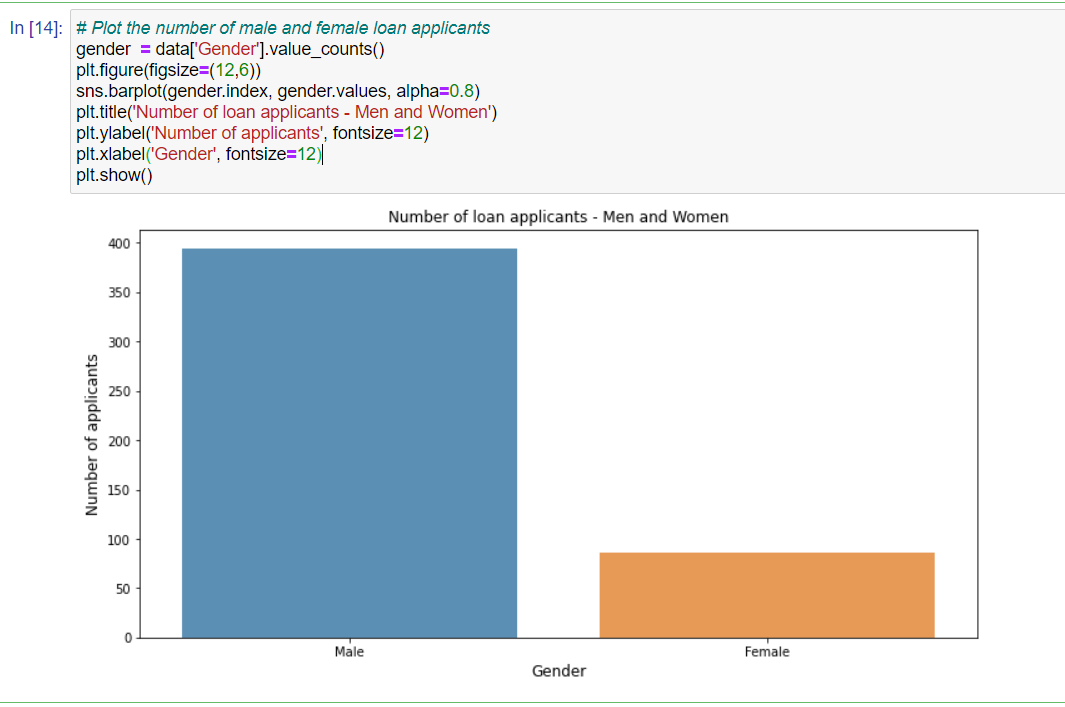 In [14]: # Plot the number of male and female loan applicants
gender  = data['Gender'].value_counts()
plt.figure(figsize=(12,6))
sns.barplot(gender.index, gender.values, alpha=0.8)
plt.title('Number of loan applicants - Men and Women')
plt.ylabel('Number of applicants', fontsize=12)
plt.xlabel('Gender', fontsize=12)
plt.show()
Number of loan applicants - Men and Women
Number of applicants
400
350
300
250
200
150
100
50
0
Male Female
Gender